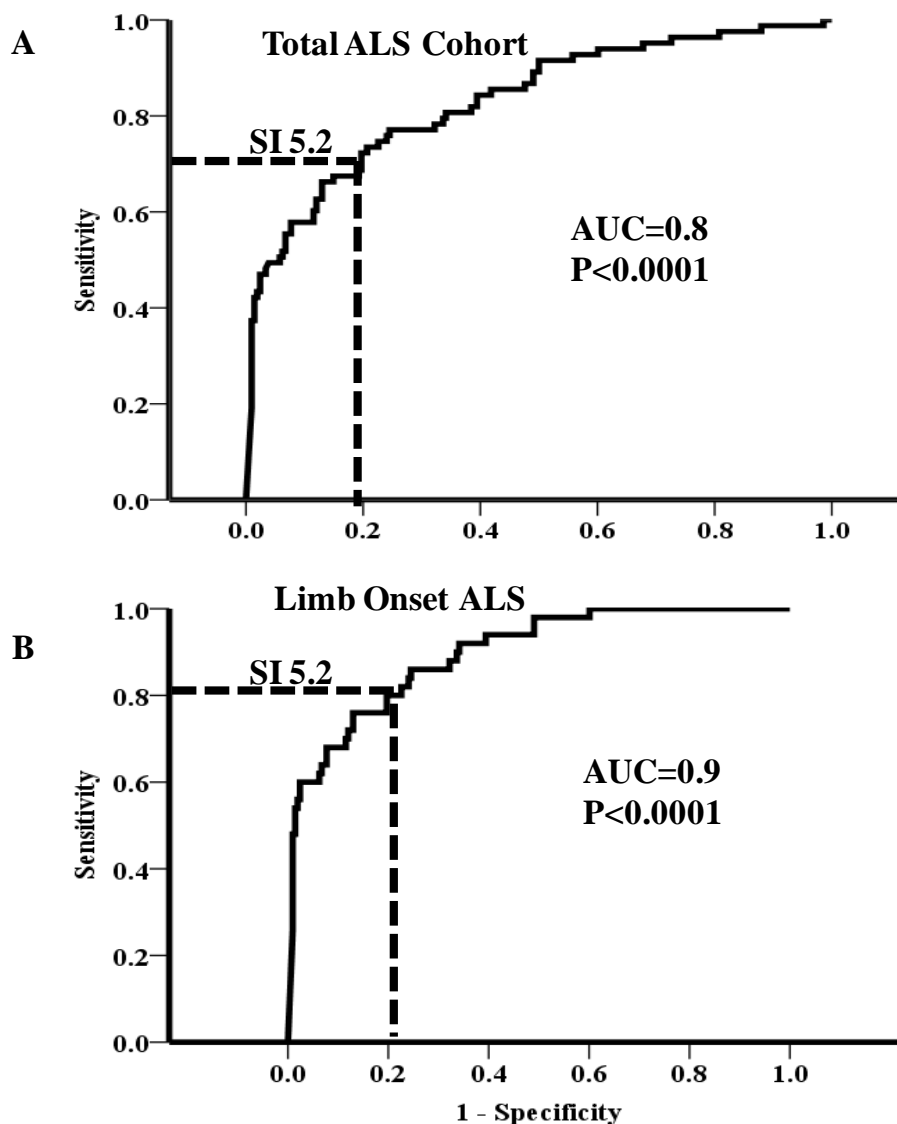 A
Total ALS Cohort
1.0
0.8
0.6
0.4
0.2
0.0
Sensitivity
SI 5.2
AUC=0.8
P<0.0001
0.0 0.2 0.4 0.6 0.8 1.0
B
Limb Onset ALS
1.0
0.8
0.6
0.4
0.2
0.0
Sensitivity
SI 5.2
AUC=0.9
P<0.0001
0.0 0.2 0.4 0.6 0.8 1.0
1 - Specificity